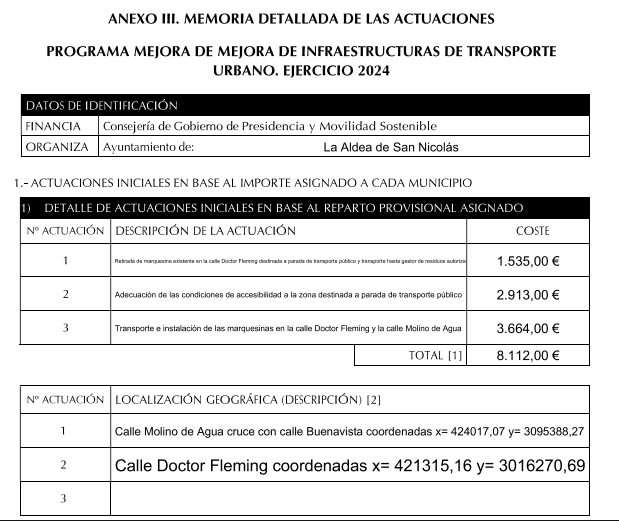 ANEXO III. MEMORIA DETALLADA DE LAS ACTUACIONES
PROGRAMA MEJORA DE MEJORA DE INFRAESTRUCTURAS DE TRANSPORTE
URBANO. EJERCICIO 2024
DATOS DE IDENTIFICACIÓN
FINANCIA Consejería de Gobierno de Presidencia y Movilidad Sostenible
ORGANIZA Ayuntamiento de: La Aldea de San Nicolás
1.- ACTUACIONES INICIALES EN BASE AL IMPORTE ASIGNADO A CADA MUNICIPIO
1) DETALLE DE ACTUACIONES INICIALES EN BASE AL REPARTO PROVISIONAL ASIGNADO
Nº ACTUACIÓN DESCRIPCIÓN DE LA ACTUACIÓN COSTE
1 Retirada de marquesina existente en la calle Doctor Fleming destinada a parada de transporte público y transporte hasta gestor de residuos autorizado 1.535,00 €
2 Adecuación de las condiciones de accesibilidad a la zona destinada a parada de transporte público 2.913,00 €
3 Transporte e instalación de las marquesinas en la calle Doctor Fleming y la calle Molino de Agua 3.664,00 €
TOTAL [1] 8.112,00 €
Nº ACTUACIÓN LOCALIZACIÓN GEOGRÁFICA (DESCRIPCIÓN) [2]
1 Calle Molino de Agua cruce con calle Buenavista coordenadas x= 424017,07 y= 3095388,27
2 Calle Doctor Fleming coordenadas x= 421315,16 y= 3016270,69
3